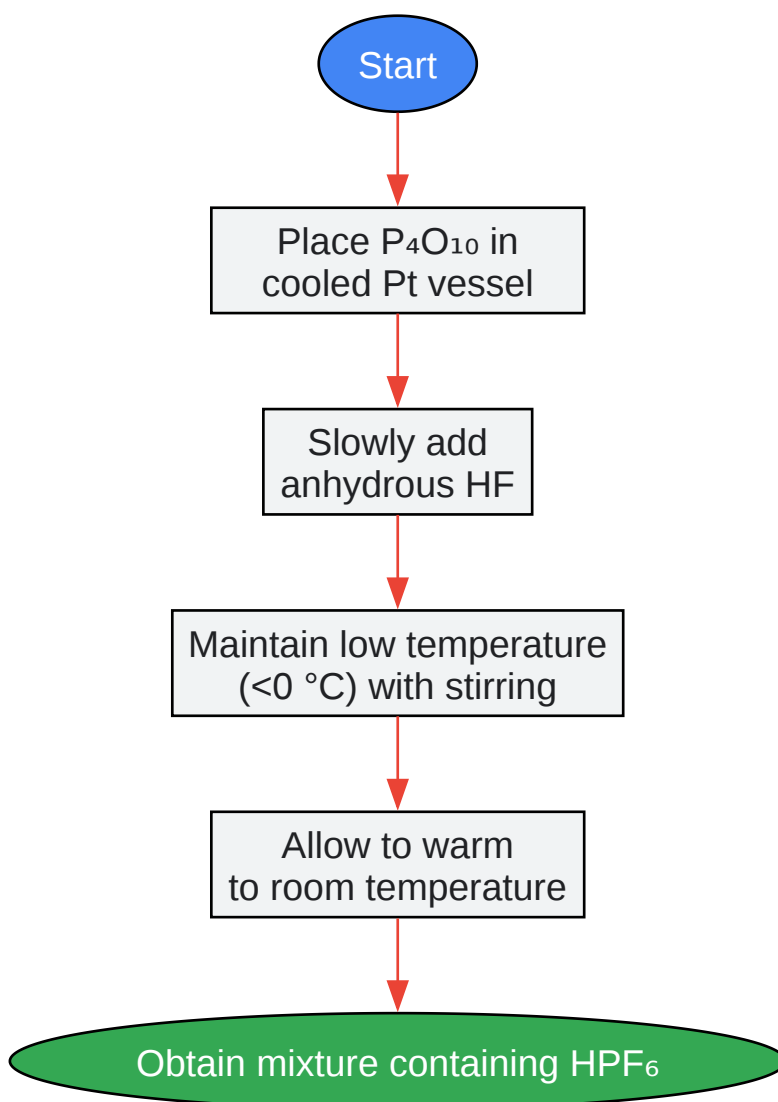 Start
Place P₄O₁₀ in
cooled Pt vessel
Slowly add
anhydrous HF
Maintain low temperature
(<0 °C) with stirring
Allow to warm
to room temperature
Obtain mixture containing HPF₆